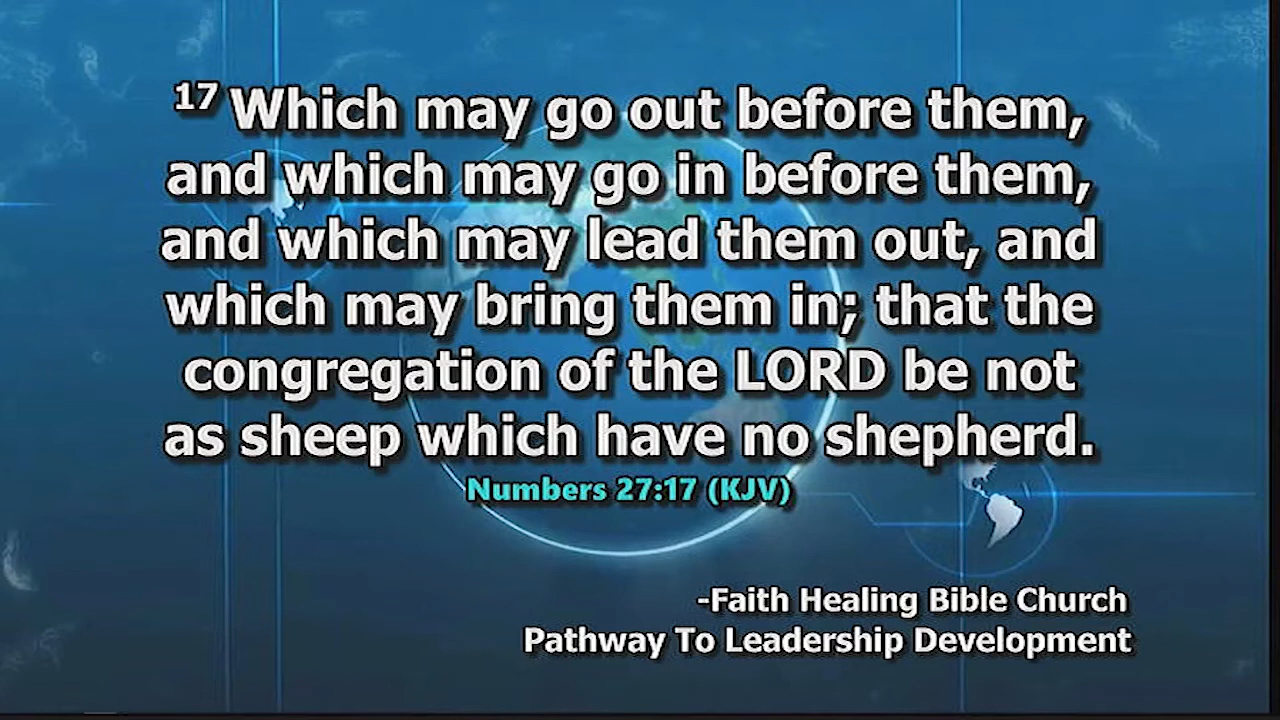 17 Which may go out before them,
and which may go in before them,
and which may lead them out, and
which may bring them in; that the
congregation of the LORD be not
as sheep which have no shepherd.
Numbers 27:17 (KJV)
-Faith Healing Bible Church
Pathway To Leadership Development